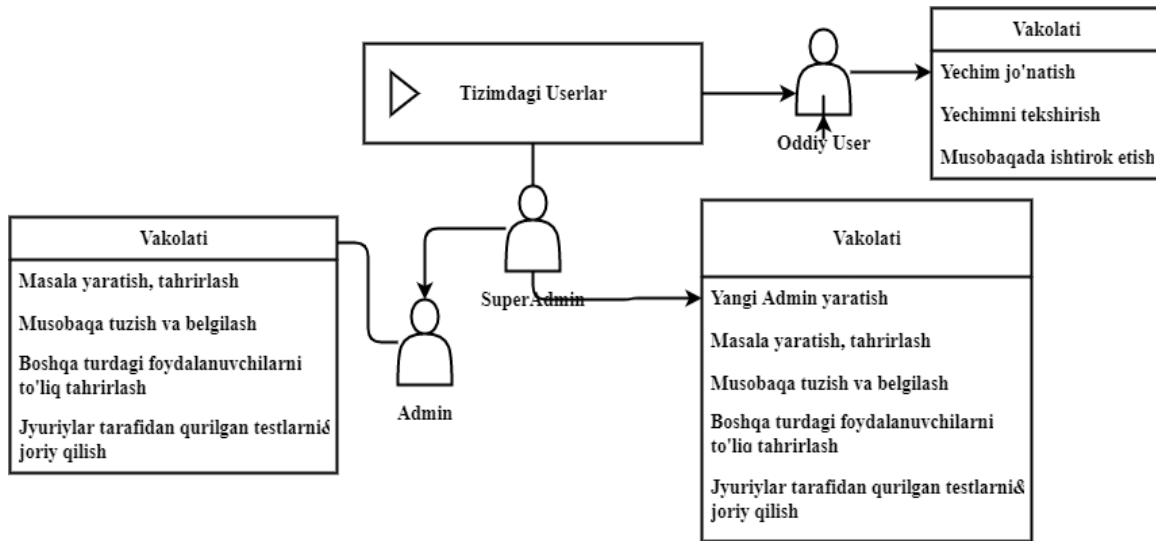 Tizimdagi Userlar
Oddiy User
Vakolati
Yechim jo'natish
Yechimni tekshirish
Musobaqada ishtirok etish
SuperAdmin
Admin
Vakolati
Masala yaratish, tahrirlash
Musobaqa tuzish va belgilash
Boshqa turdagi foydalanuvchilarni
to'liq tahrirlash
Jyuriylar tarafidan qurilgan testlarni&
joriy qilish
Vakolati
Yangi Admin yaratish
Masala yaratish, tahrirlash
Musobaqa tuzish va belgilash
Boshqa turdagi foydalanuvchilarni
to'liq tahrirlash
Jyuriylar tarafidan qurilgan testlarni&
joriy qilish